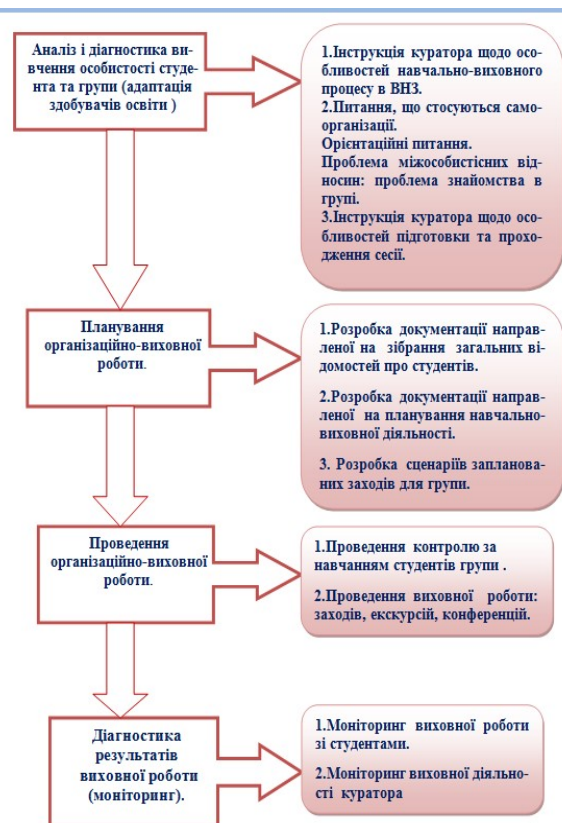 Аналіз і діагностика ви-
вчення особистості студе-
нта та групи (адаптація
здобувачів освіти )
1.Інструкція куратора щодо осо-
бливостей навчально-виховного
процесу в ВНЗ.
2.Питання, що стосуються само-
організації.
Орієнтаційні питання.
Проблема міжособистісних від-
носин: проблема знайомства в
групі.
3.Інструкція куратора щодо осо-
бливостей підготовки та прохо-
дження сесії.
Планування
організаційно-виховної
роботи.
1.Розробка документації направ-
леної на зібрання загальних ві-
домостей про студентів.
2.Розробка документації направ-
леної на планування навчально-
виховної діяльності.
3. Розробка сценаріїв запланова-
них заходів для групи.
Проведення
організаційно-виховної
роботи.
1.Проведення контролю за
навчанням студентів групи .
2.Проведення виховної роботи:
заходів, екскурсій, конференцій.
Діагностика
результатів
виховної роботи
(моніторинг).
1.Моніторинг виховної роботи
зі студентами.
2.Моніторинг виховної діяльно-
сті куратора